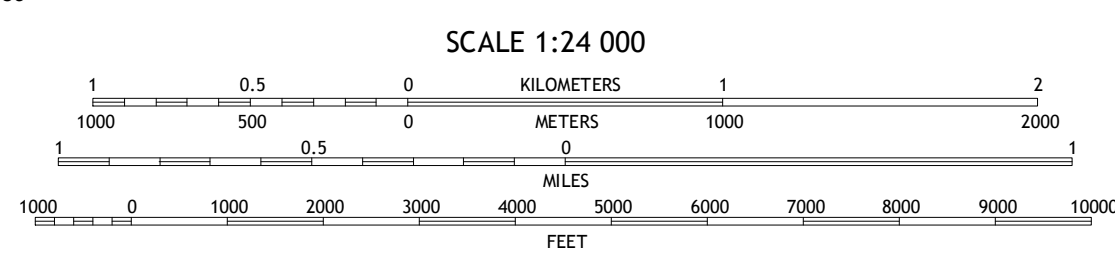 SCALE 1:24 000
1 0.5 0 KILOMETERS 1 2
1000 500 0 METERS 1000 2000
1 0.5 0 1
MILES
1000 0 1000 2000 3000 4000 5000 6000 7000 8000 9000 10000
FEET